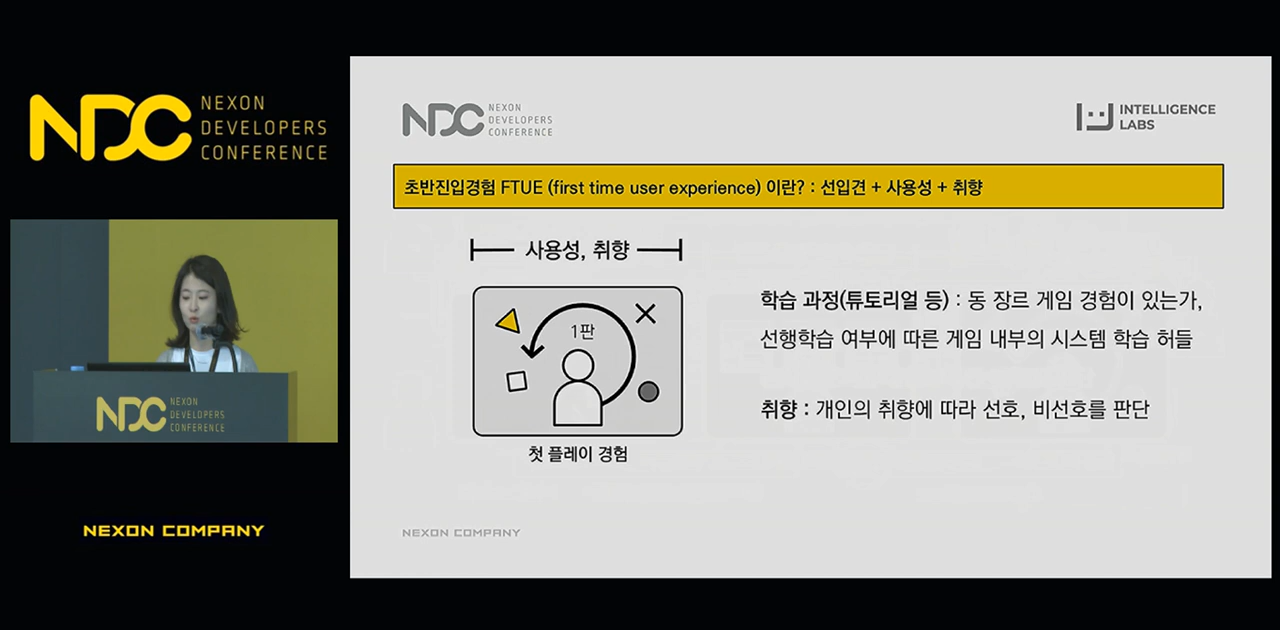 NDC
NEXON
DEVELOPERS
CONFERENCE
NDC
NEXON
DEVELOPERS
CONFERENCE
NEXON COMPANY
NDC
NEXON
DEVELOPERS
CONFERENCE
INTELLIGENCE
LABS
초반진입경험 FTUE (first time user experience) 이란? : 선입견 + 사용성 + 취향
사용성, 취향
1판
첫 플레이 경험
학습 과정(튜토리얼 등) : 동 장르 게임 경험이 있는가,
선행학습 여부에 따른 게임 내부의 시스템 학습 허들
취향 : 개인의 취향에 따라 선호, 비선호를 판단
NEXON COMPANY